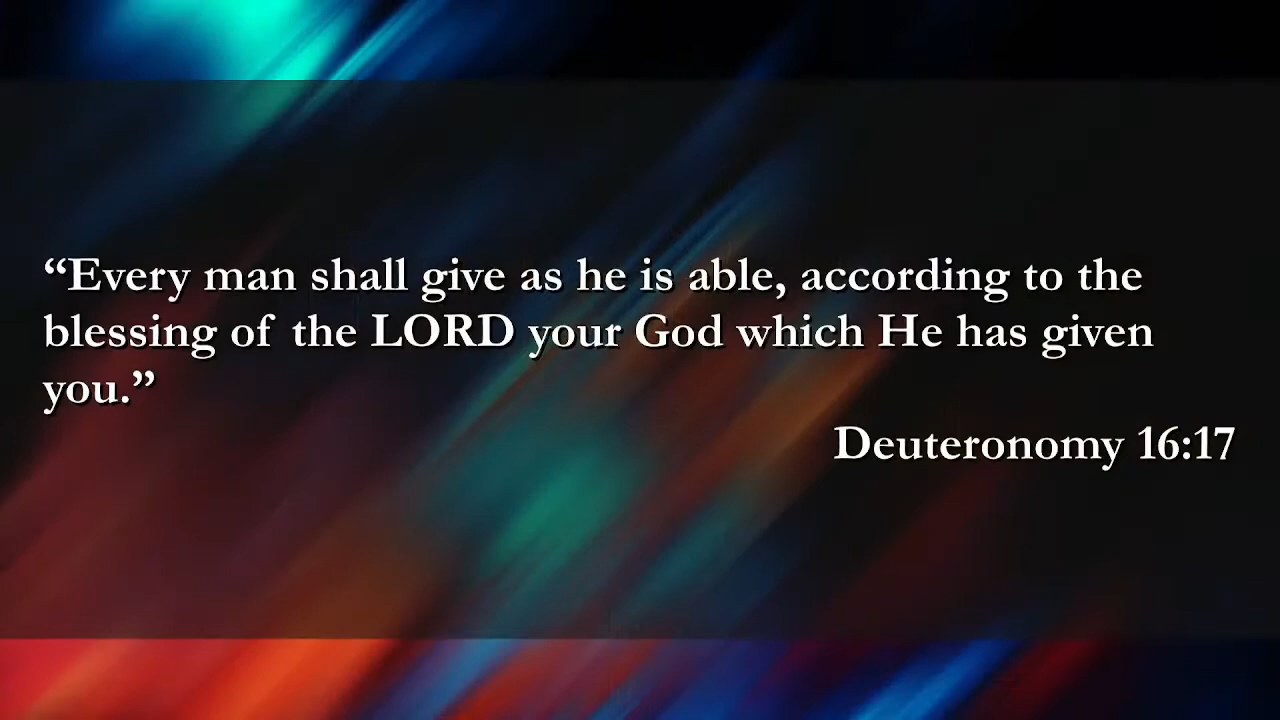 “Every man shall give as he is able, according to the
blessing of the LORD your God which He has given
you.”
Deuteronomy 16:17